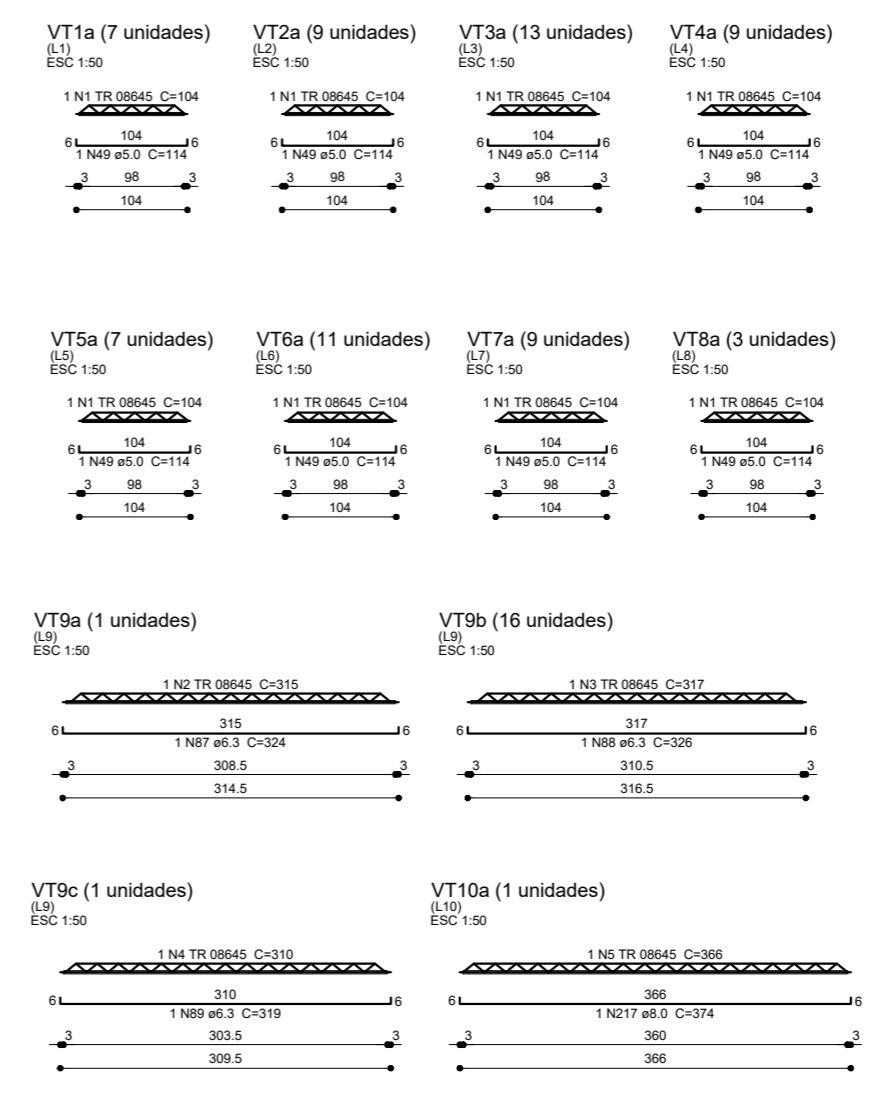 VT1a (7 unidades)
(L1)
ESC 1:50
1 N1 TR 08645 C=104
6 104 6
1 N49 ø5.0 C=114
3 98 3
104
VT2a (9 unidades)
(L2)
ESC 1:50
1 N1 TR 08645 C=104
6 104 6
1 N49 ø5.0 C=114
3 98 3
104
VT3a (13 unidades)
(L3)
ESC 1:50
1 N1 TR 08645 C=104
6 104 6
1 N49 ø5.0 C=114
3 98 3
104
VT4a (9 unidades)
(L4)
ESC 1:50
1 N1 TR 08645 C=104
6 104 6
1 N49 ø5.0 C=114
3 98 3
104
VT5a (7 unidades)
(L5)
ESC 1:50
1 N1 TR 08645 C=104
6 104 6
1 N49 ø5.0 C=114
3 98 3
104
VT6a (11 unidades)
(L6)
ESC 1:50
1 N1 TR 08645 C=104
6 104 6
1 N49 ø5.0 C=114
3 98 3
104
VT7a (9 unidades)
(L7)
ESC 1:50
1 N1 TR 08645 C=104
6 104 6
1 N49 ø5.0 C=114
3 98 3
104
VT8a (3 unidades)
(L8)
ESC 1:50
1 N1 TR 08645 C=104
6 104 6
1 N49 ø5.0 C=114
3 98 3
104
VT9a (1 unidades)
(L9)
ESC 1:50
1 N2 TR 08645 C=315
6 315 6
1 N87 ø6.3 C=324
3 308.5 3
314.5
VT9b (16 unidades)
(L9)
ESC 1:50
1 N3 TR 08645 C=317
6 317 6
1 N88 ø6.3 C=326
3 310.5 3
316.5
VT9c (1 unidades)
(L9)
ESC 1:50
1 N4 TR 08645 C=310
6 310 6
1 N89 ø6.3 C=319
3 303.5 3
309.5
VT10a (1 unidades)
(L10)
ESC 1:50
1 N5 TR 08645 C=366
6 366 6
1 N217 ø8.0 C=374
3 360 3
366